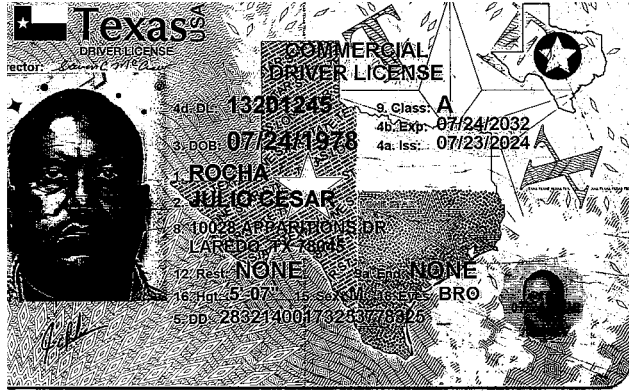 Texas USA
DRIVER LICENSE
COMMERCIAL
DRIVER LICENSE
4d. DL: 13201245
9. Class: A
3. DOB: 07/24/1978
4b. Exp: 07/24/2032
4a. Iss: 07/23/2024
1. ROCHA
2. JULIO CESAR
8. 10028 APPARITIONS DR
LAREDO, TX 78045
12. Rest. NONE
9a. End. NONE
16. Hgt. 5'-07"
15. Sex M
18. Eyes BRO
5. DD